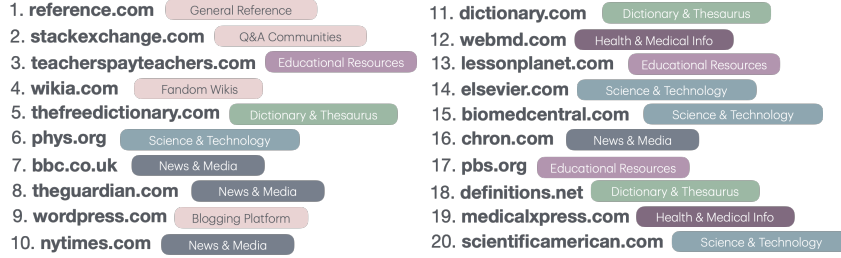 1. reference.com General Reference
2. stackexchange.com Q&A Communities
3. teacherspayteachers.com Educational Resources
4. wikia.com Fandom Wikis
5. thefreedictionary.com Dictionary & Thesaurus
6. phys.org Science & Technology
7. bbc.co.uk News & Media
8. theguardian.com News & Media
9. wordpress.com Blogging Platform
10. nytimes.com News & Media
11. dictionary.com Dictionary & Thesaurus
12. webmd.com Health & Medical Info
13. lessonplanet.com Educational Resources
14. elsevier.com Science & Technology
15. biomedcentral.com Science & Technology
16. chron.com News & Media
17. pbs.org Educational Resources
18. definitions.net Dictionary & Thesaurus
19. medicalxpress.com Health & Medical Info
20. scientificamerican.com Science & Technology